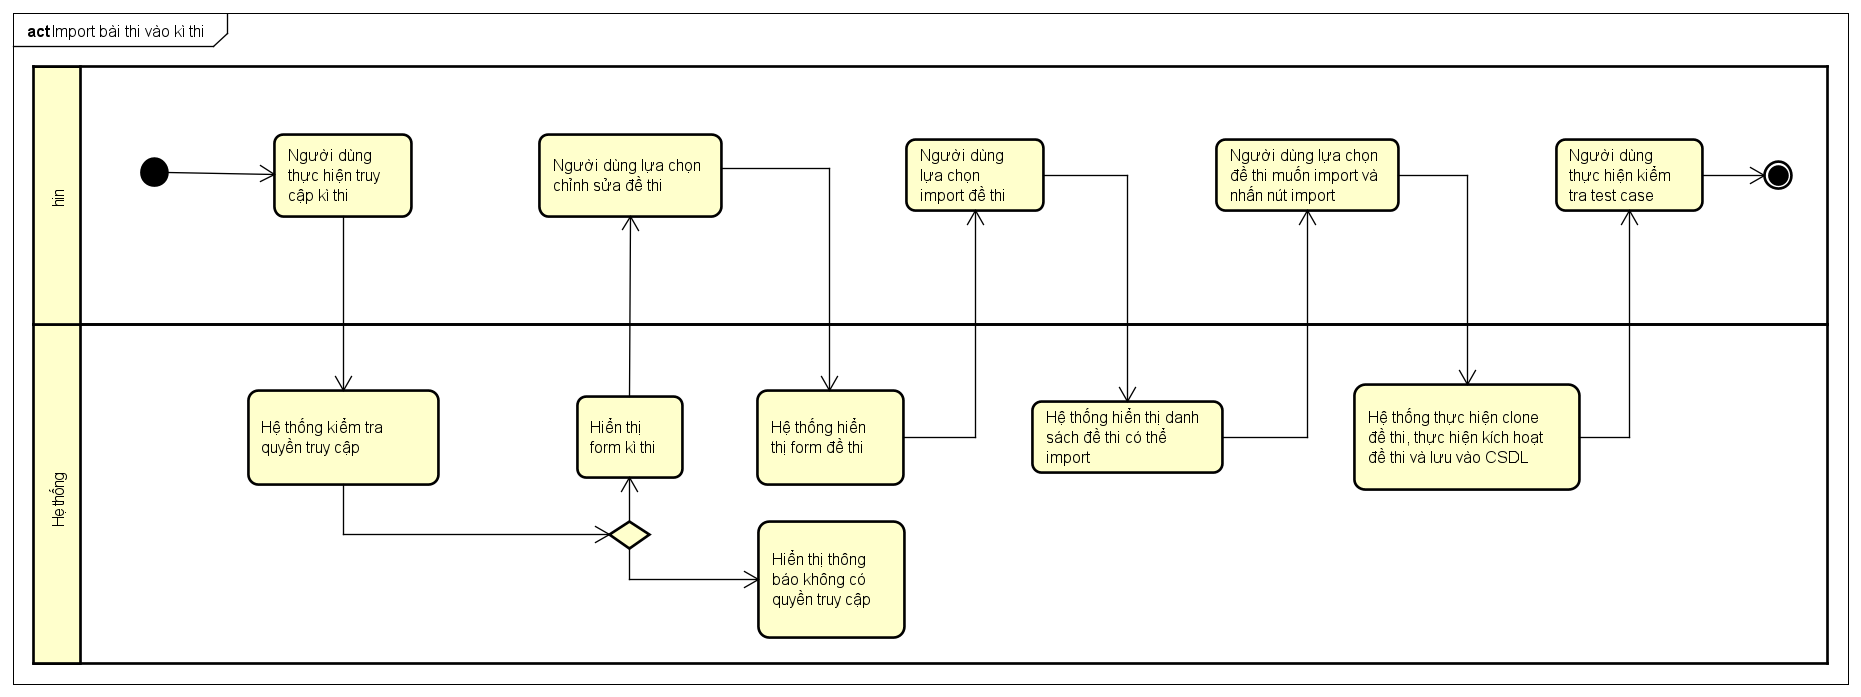 act Import bài thi vào kì thi
hin
Người dùng
thực hiện truy
cập kì thi
Người dùng lựa chọn
chỉnh sửa đề thi
Người dùng
lựa chọn
import đề thi
Người dùng lựa chọn
đề thi muốn import và
nhấn nút import
Người dùng
thực hiện kiểm
tra test case
Hệ thống
Hệ thống kiểm tra
quyền truy cập
Hiển thị
form kì thi
Hệ thống hiển
thị form đề thi
Hệ thống hiển thị danh
sách đề thi có thể
import
Hệ thống thực hiện clone
đề thi, thực hiện kích hoạt
đề thi và lưu vào CSDL
Hiển thị thông
báo không có
quyền truy cập